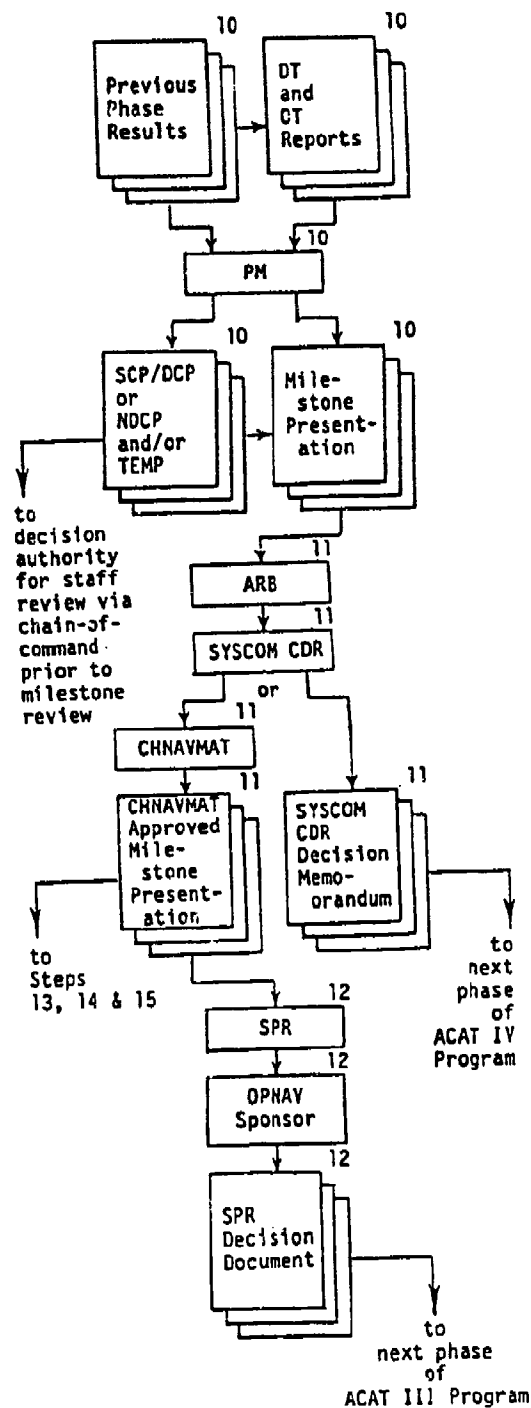 10
10
Previous
Phase
Results
DT
and
OT
Reports
10
PM
10
10
SCP/DCP
or
NDCP
and/or
TEMP
Mile-
stone
Present-
ation
to
decision
authority
for staff
review via
chain-of-
command
prior to
milestone
review
11
ARB
11
SYSCOM CDR
or
11
CHNAVMAT
11
CHNAVMAT
Approved
Mile-
stone
Present-
ation
11
SYSCOM
CDR
Decision
Memo-
orandum
to
Steps
13, 14 & 15
to
next
phase
of
ACAT IV
Program
12
SPR
12
OPNAV
Sponsor
12
SPR
Decision
Document
to
next phase
of
ACAT III Program